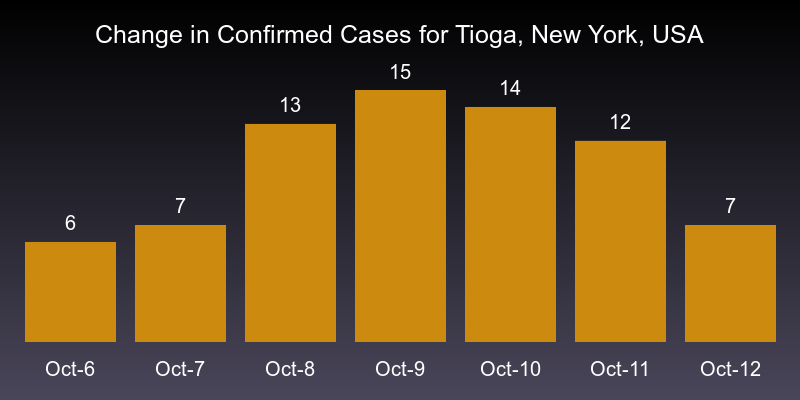 Change in Confirmed Cases for Tioga, New York, USA
6 7 13 15 14 12 7
Oct-6 Oct-7 Oct-8 Oct-9 Oct-10 Oct-11 Oct-12